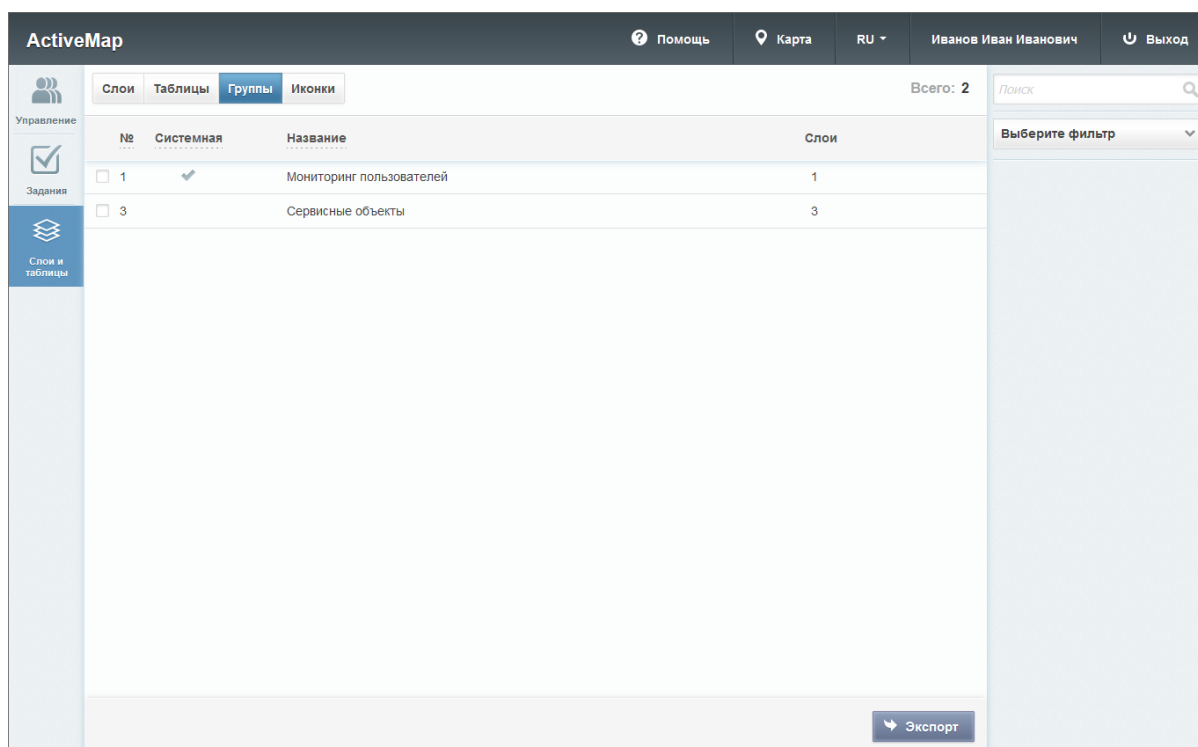 ActiveMap
Помощь
Карта
RU
Иванов Иван Иванович
Выход
Управление
Задания
Слои и
таблицы
Слои Таблицы Группы Иконки
Всего: 2
№ Системная Название Слои
1 Мониторинг пользователей 1
3 Сервисные объекты 3
Экспорт
Поиск
Выберите фильтр